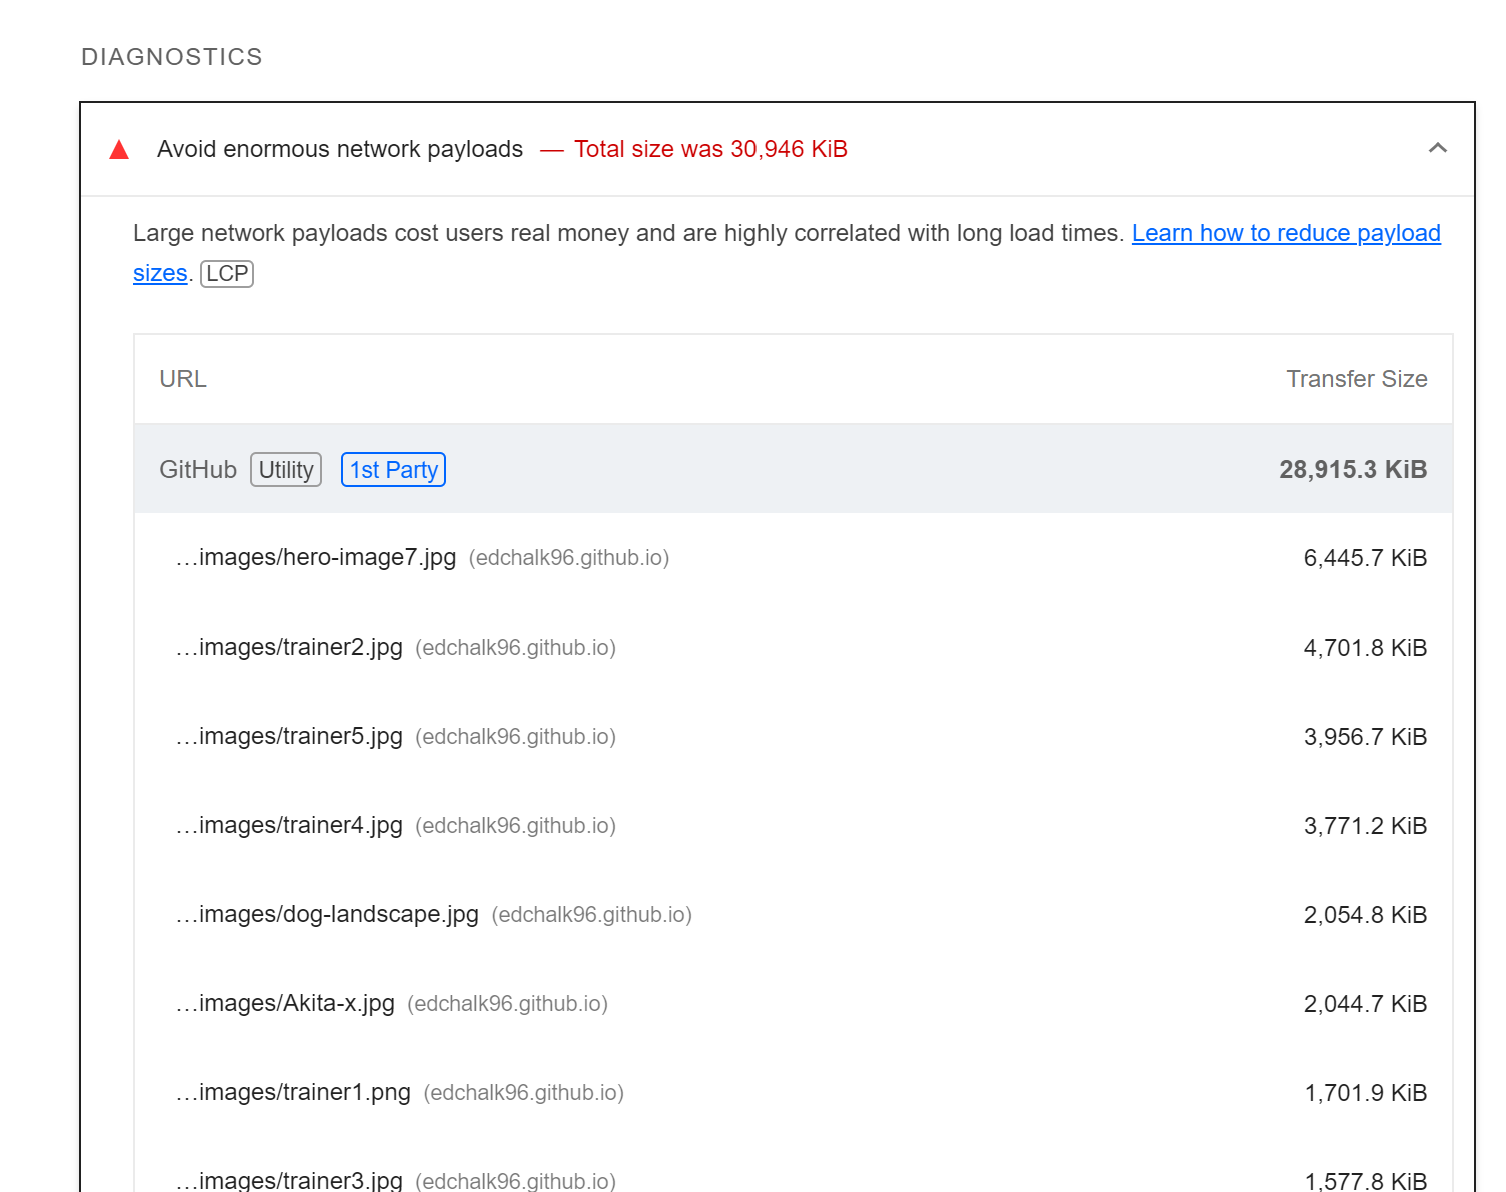 DIAGNOSTICS
Avoid enormous network payloads — Total size was 30,946 KiB
Large network payloads cost users real money and are highly correlated with long load times. Learn how to reduce payload
sizes. LCP
URL Transfer Size
GitHub Utility 1st Party 28,915.3 KiB
…images/hero-image7.jpg (edchalk96.github.io) 6,445.7 KiB
…images/trainer2.jpg (edchalk96.github.io) 4,701.8 KiB
…images/trainer5.jpg (edchalk96.github.io) 3,956.7 KiB
…images/trainer4.jpg (edchalk96.github.io) 3,771.2 KiB
…images/dog-landscape.jpg (edchalk96.github.io) 2,054.8 KiB
…images/Akita-x.jpg (edchalk96.github.io) 2,044.7 KiB
…images/trainer1.png (edchalk96.github.io) 1,701.9 KiB
…images/trainer3.jpg (edchalk96.github.io) 1,577.8 KiB